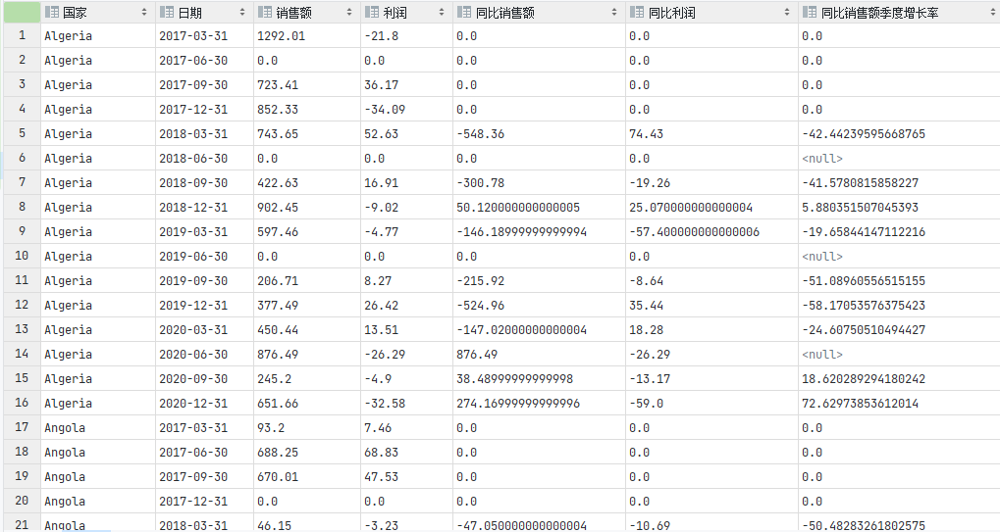 国家 日期 销售额 利润 同比销售额 同比利润 同比销售额季度增长率
1 Algeria 2017-03-31 1292.01 -21.8 0.0 0.0 0.0
2 Algeria 2017-06-30 0.0 0.0 0.0 0.0 0.0
3 Algeria 2017-09-30 723.41 36.17 0.0 0.0 0.0
4 Algeria 2017-12-31 852.33 -34.09 0.0 0.0 0.0
5 Algeria 2018-03-31 743.65 52.63 -548.36 74.43 -42.44239595668765
6 Algeria 2018-06-30 0.0 0.0 0.0 0.0 <null>
7 Algeria 2018-09-30 422.63 16.91 -300.78 -19.26 -41.5780815858227
8 Algeria 2018-12-31 902.45 -9.02 50.120000000000005 25.070000000000004 5.880351507045393
9 Algeria 2019-03-31 597.46 -4.77 -146.18999999999994 -57.400000000000006 -19.65844147112216
10 Algeria 2019-06-30 0.0 0.0 0.0 0.0 <null>
11 Algeria 2019-09-30 206.71 8.27 -215.92 -8.64 -51.08960556515155
12 Algeria 2019-12-31 377.49 26.42 -524.96 35.44 -58.17053576375423
13 Algeria 2020-03-31 450.44 13.51 -147.02000000000004 18.28 -24.60750510494427
14 Algeria 2020-06-30 876.49 -26.29 876.49 -26.29 <null>
15 Algeria 2020-09-30 245.2 -4.9 38.48999999999998 -13.17 18.620289294180242
16 Algeria 2020-12-31 651.66 -32.58 274.16999999999996 -59.0 72.62973853612014
17 Angola 2017-03-31 93.2 7.46 0.0 0.0 0.0
18 Angola 2017-06-30 688.25 68.83 0.0 0.0 0.0
19 Angola 2017-09-30 670.01 47.53 0.0 0.0 0.0
20 Angola 2017-12-31 0.0 0.0 0.0 0.0 0.0
21 Angola 2018-03-31 46.15 -3.23 -47.050000000000004 -10.69 -50.48283261802575